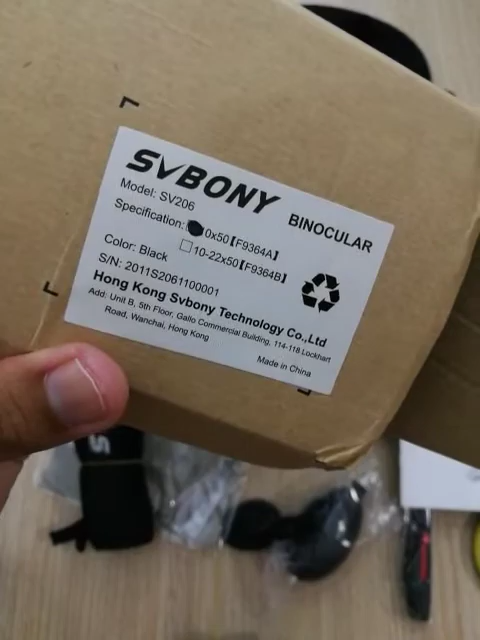 SVBONY BINOCULAR
Model: SV206
Specification: 0x50【F9364A】
10-22x50【F9364B】
Color: Black
S/N: 2011S2061100001
Hong Kong Svbony Technology Co.,Ltd
Add: Unit B, 5th Floor, Gallo Commercial Building, 114-118 Lockhart
Road, Wanchai, Hong Kong
Made in China